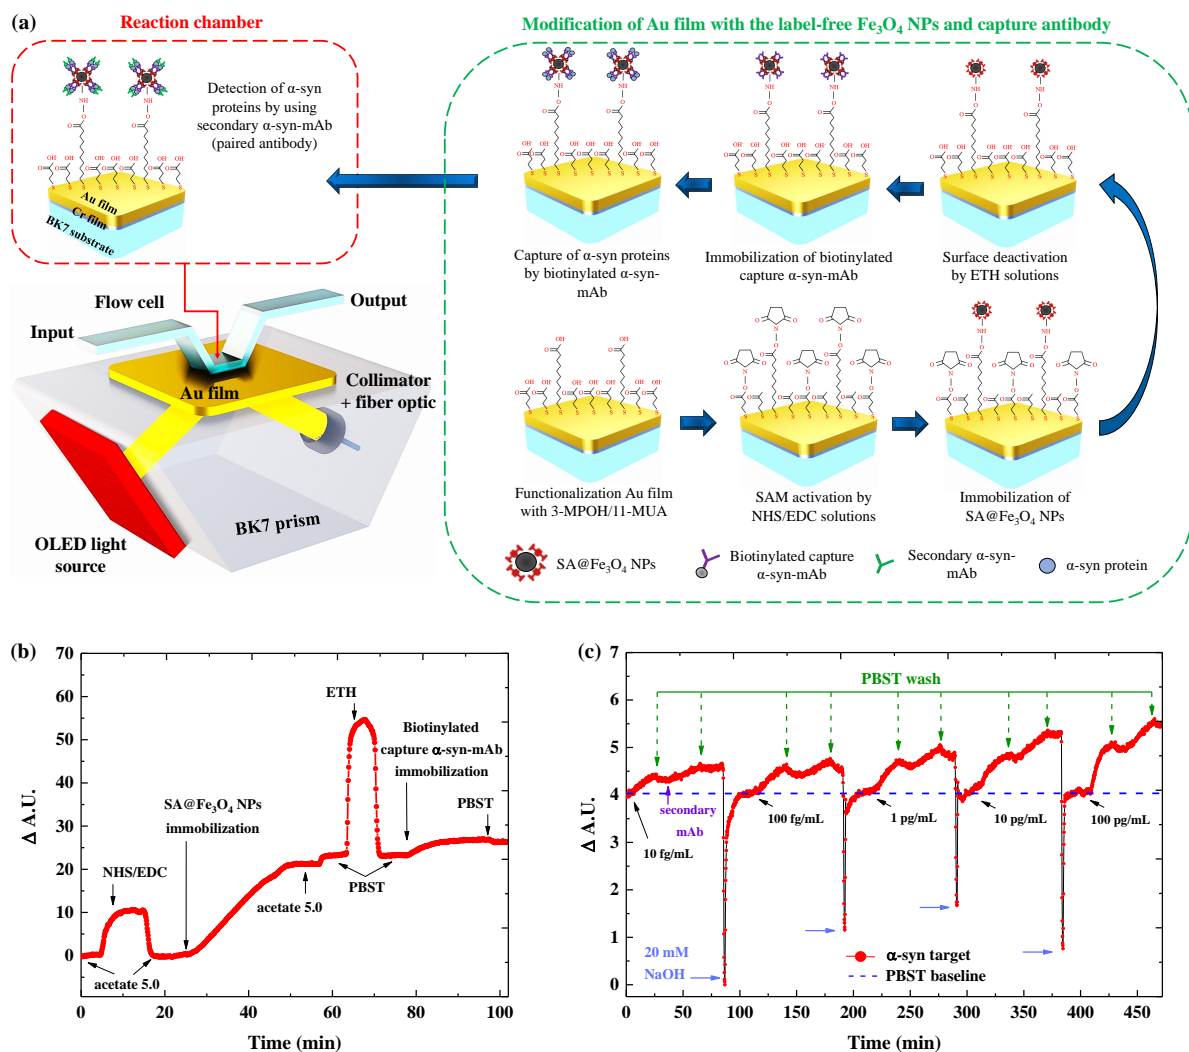 (a)
Reaction chamber
Modification of Au film with the label-free Fe₃O₄ NPs and capture antibody
Detection of α-syn
proteins by using
secondary α-syn-mAb
(paired antibody)
Au film
Cr film
BK7 substrate
Capture of α-syn proteins
by biotinylated α-syn-
mAb
Immobilization of biotinylated
capture α-syn-mAb
Surface deactivation
by ETH solutions
Flow cell
Input
Output
Au film
Collimator
+ fiber optic
BK7 prism
OLED light
source
Functionalization Au film
with 3-MPOH/11-MUA
SAM activation by
NHS/EDC solutions
Immobilization of
SA@Fe₃O₄ NPs
SA@Fe₃O₄ NPs
Biotinylated capture
α-syn-mAb
Secondary α-syn-
mAb
α-syn protein
(b)
Δ A.U.
70
60
50
40
30
20
10
0
NHS/EDC
acetate 5.0
SA@Fe₃O₄ NPs
immobilization
acetate 5.0
ETH
PBST
Biotinylated
capture α-syn-mAb
immobilization
PBST
0
20
40
60
80
100
Time (min)
(c)
Δ A.U.
7
6
5
4
3
2
1
0
PBST wash
10 fg/mL
secondary
mAb
100 fg/mL
1 pg/mL
10 pg/mL
100 pg/mL
20 mM
NaOH
α-syn target
PBST baseline
0
50
100
150
200
250
300
350
400
450
Time (min)